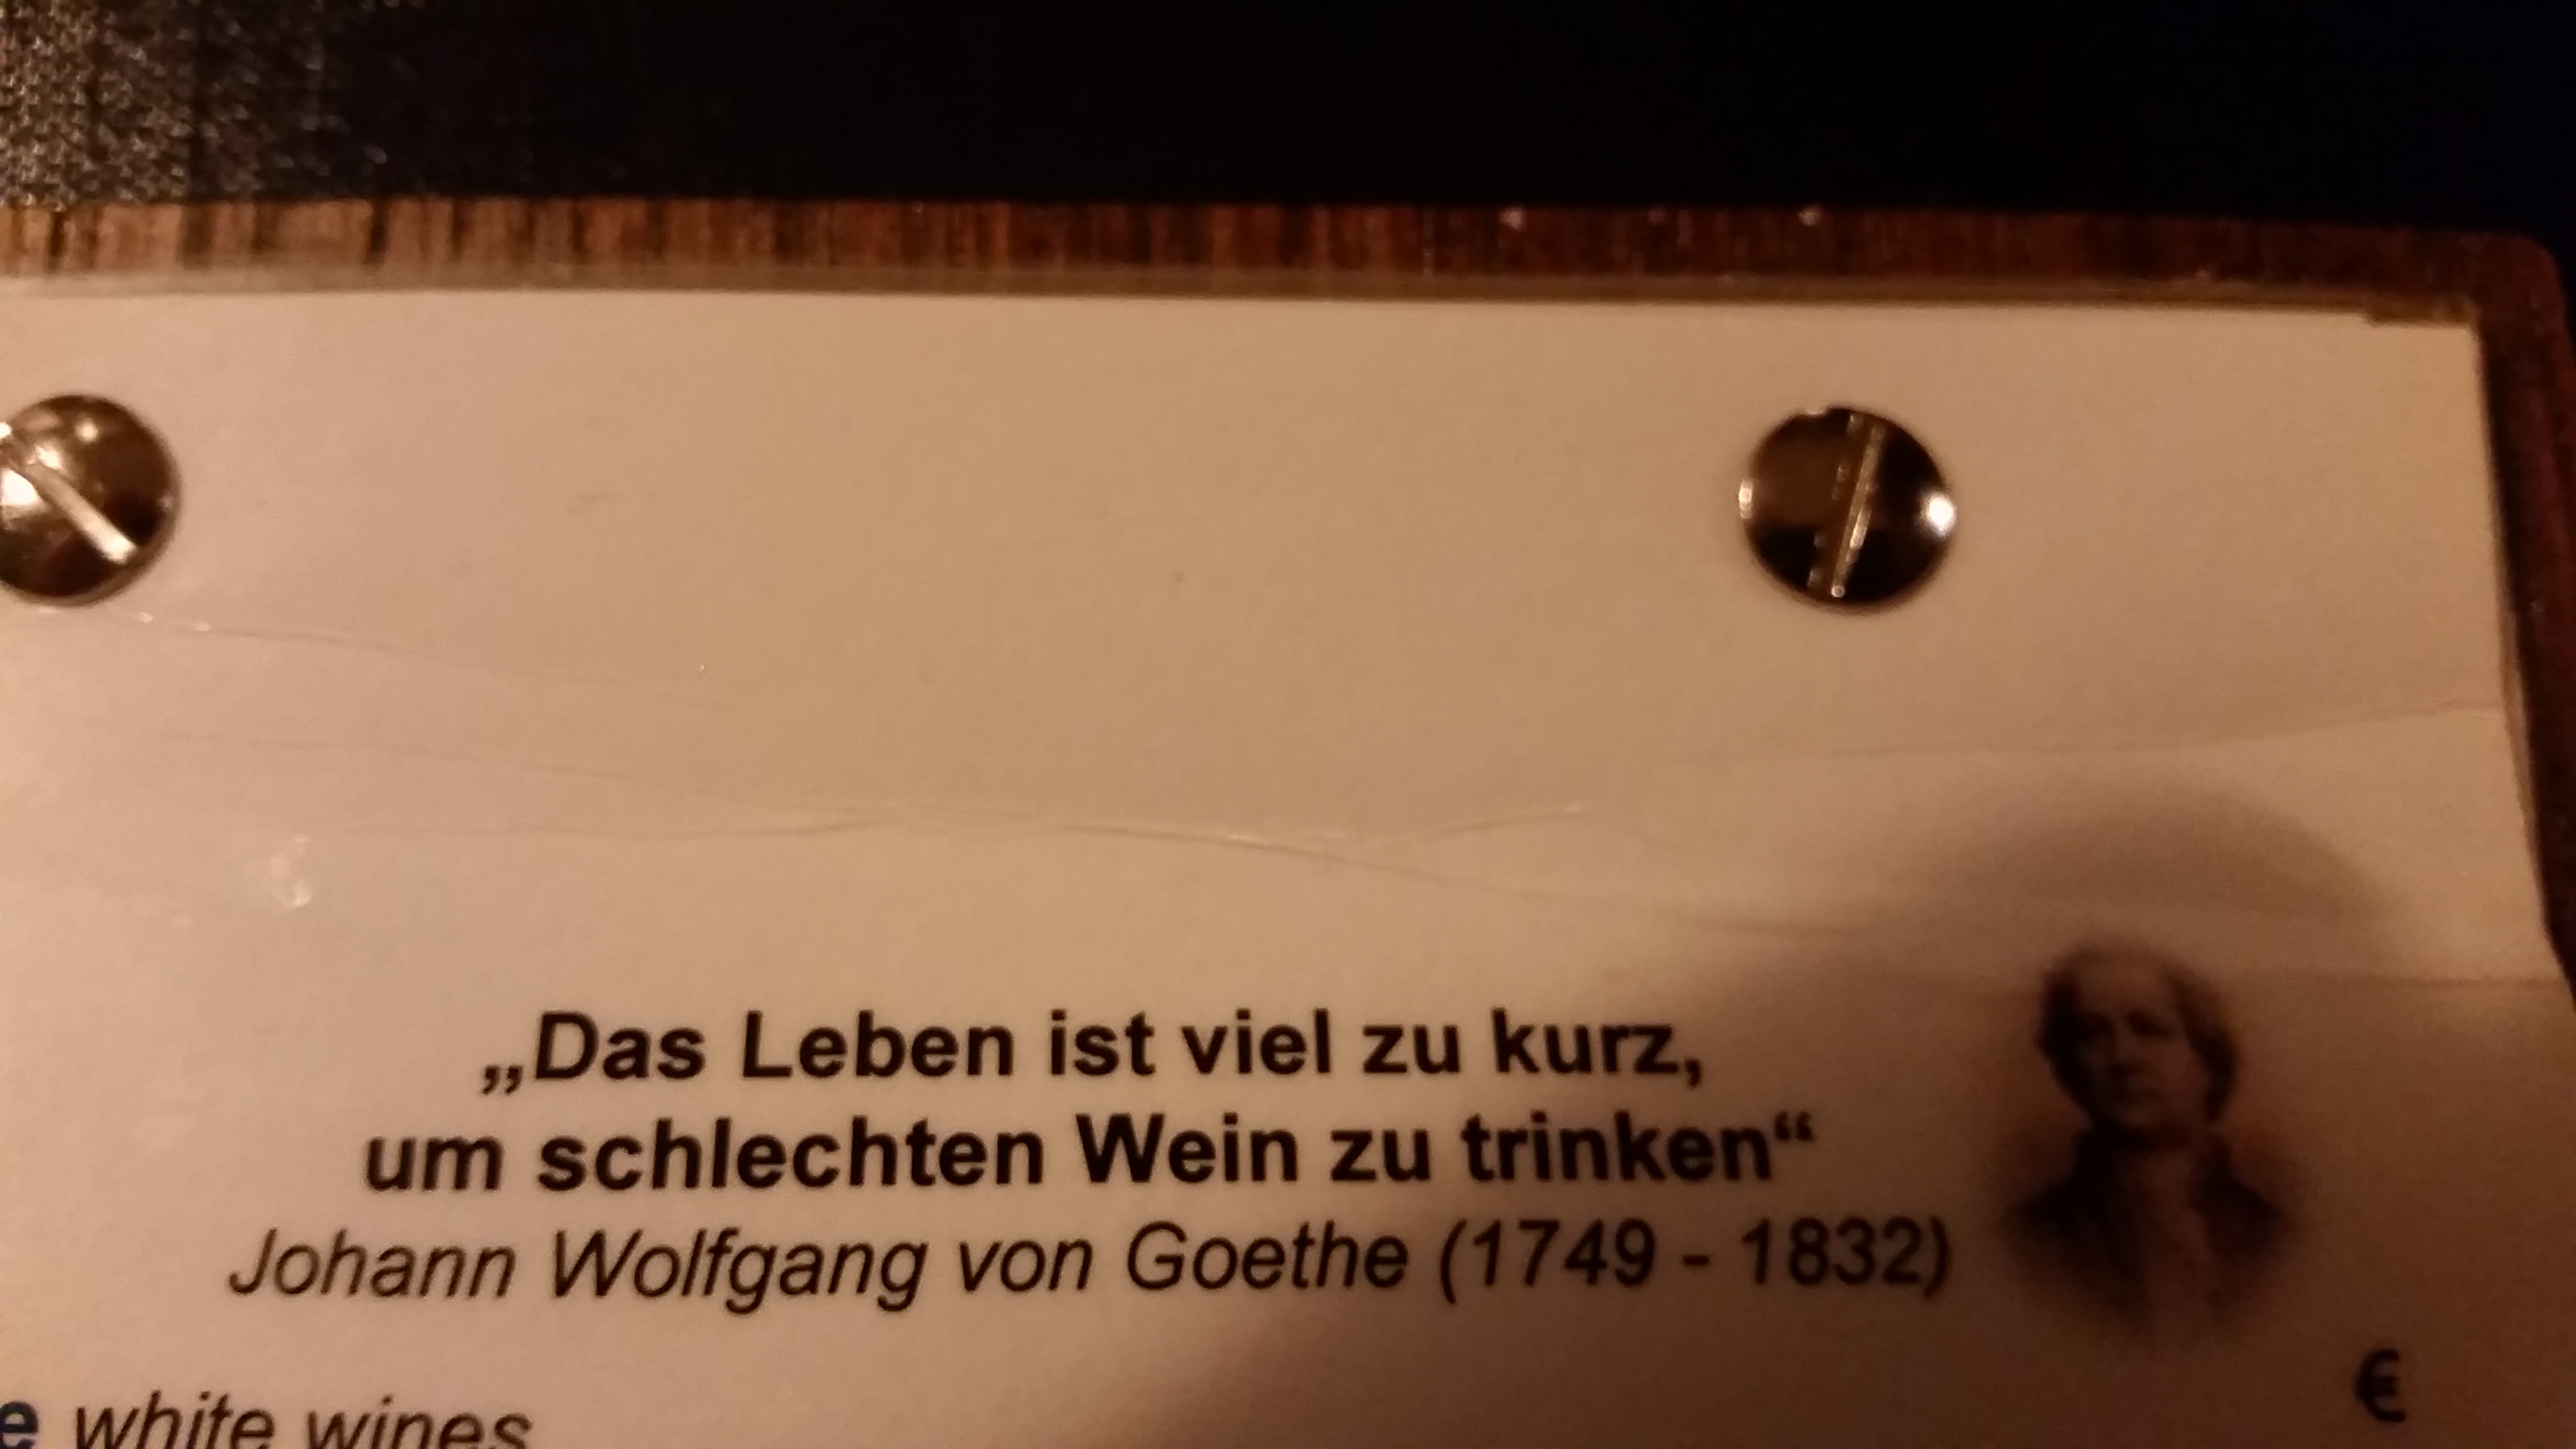 „Das Leben ist viel zu kurz,
um schlechten Wein zu trinken“
Johann Wolfgang von Goethe (1749 - 1832)
€
e white wines